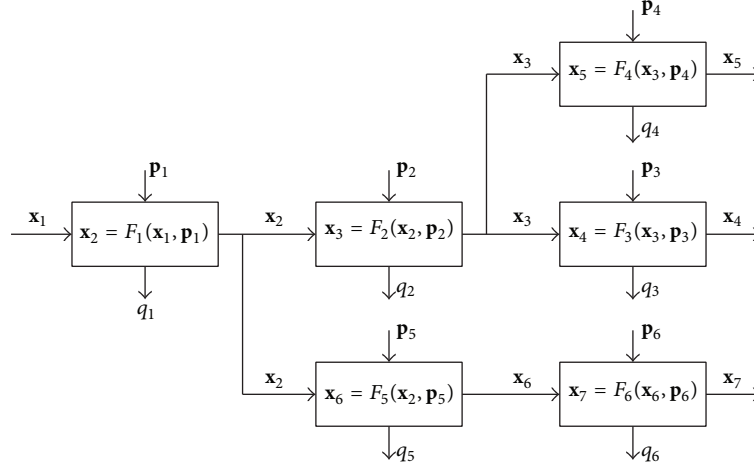 p₄
x₃
x₅ = F₄(x₃, p₄)
x₅
q₄
p₁
p₂
p₃
x₁
x₂ = F₁(x₁, p₁)
x₂
x₃ = F₂(x₂, p₂)
x₃
x₄ = F₃(x₃, p₃)
x₄
q₁
q₂
q₃
p₅
p₆
x₂
x₆ = F₅(x₂, p₅)
x₆
x₇ = F₆(x₆, p₆)
x₇
q₅
q₆